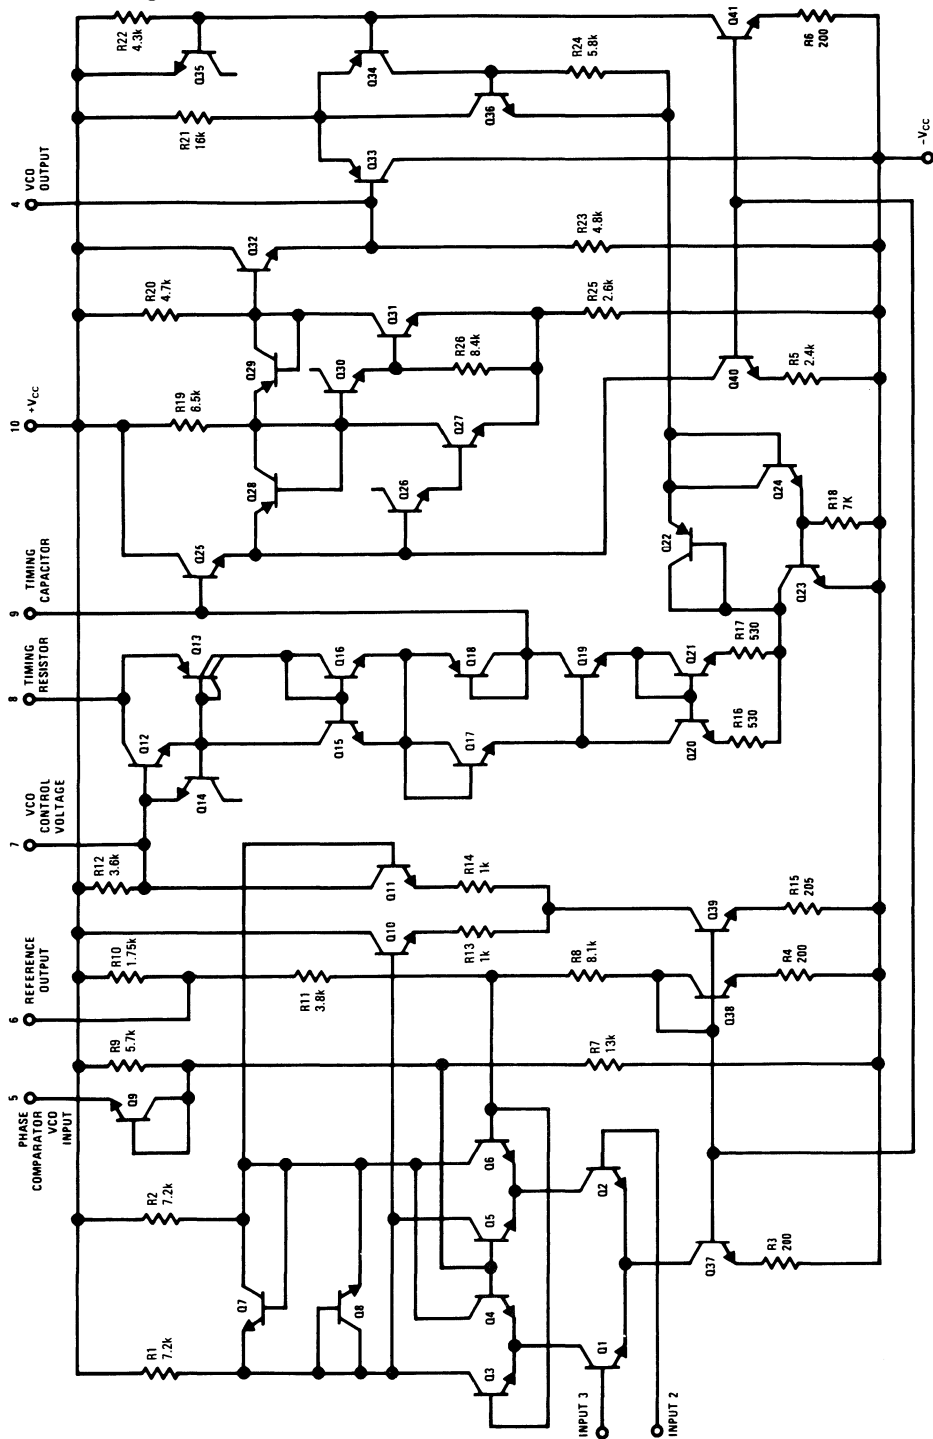 R22
4.3k
Q35
Q41
R6
200
R24
5.8k
Q34
Q36
R21
16k
Q33
-VCC
4
VCO
OUTPUT
Q32
R23
4.8k
R20
4.7k
Q31
R25
2.6k
Q29
Q30
R26
8.4k
10
+VCC
R19
6.5k
Q27
Q40
R5
2.4k
Q28
Q26
Q24
R18
7K
Q22
Q23
9
TIMING
CAPACITOR
Q25
8
TIMING
RESISTOR
Q13
Q16
Q18
Q19
Q21
R17
530
Q12
Q15
Q17
Q20
R16
530
Q14
7
VCO
CONTROL
VOLTAGE
R12
3.6k
Q11
R14
1k
Q10
R13
1k
Q39
R15
205
6
REFERENCE
OUTPUT
R10
1.75k
R11
3.8k
R8
8.1k
Q38
R4
200
5
PHASE
COMPARATOR
VCO
INPUT
R9
5.7k
Q9
R7
13k
R2
7.2k
Q6
Q5
Q2
Q7
Q8
Q4
Q37
R3
200
R1
7.2k
Q3
Q1
INPUT 3
INPUT 2